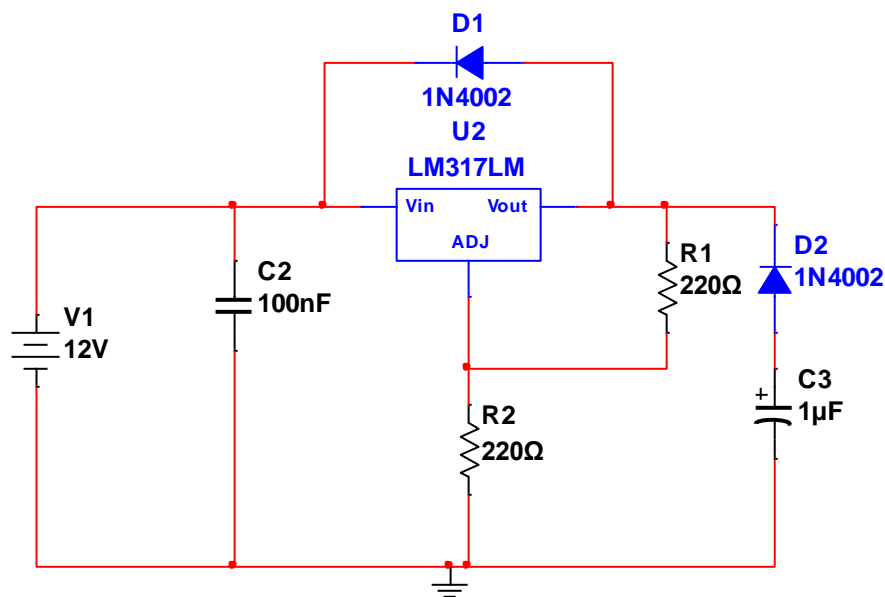 D1
1N4002
U2
LM317LM
Vin
Vout
ADJ
D2
1N4002
R1
220Ω
C2
100nF
V1
12V
C3
+
1µF
R2
220Ω